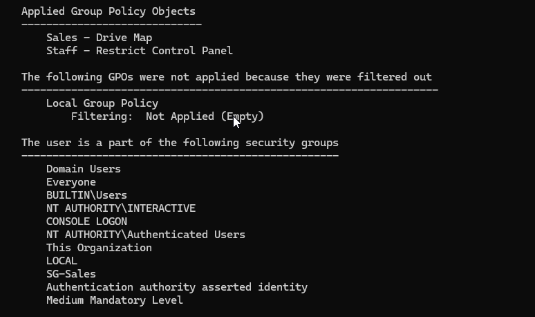 Applied Group Policy Objects
-----------------------------
Sales - Drive Map
Staff - Restrict Control Panel
The following GPOs were not applied because they were filtered out
-------------------------------------------------------------------
Local Group Policy
Filtering:  Not Applied (Empty)
The user is a part of the following security groups
---------------------------------------------------
Domain Users
Everyone
BUILTIN\Users
NT AUTHORITY\INTERACTIVE
CONSOLE LOGON
NT AUTHORITY\Authenticated Users
This Organization
LOCAL
SG-Sales
Authentication authority asserted identity
Medium Mandatory Level